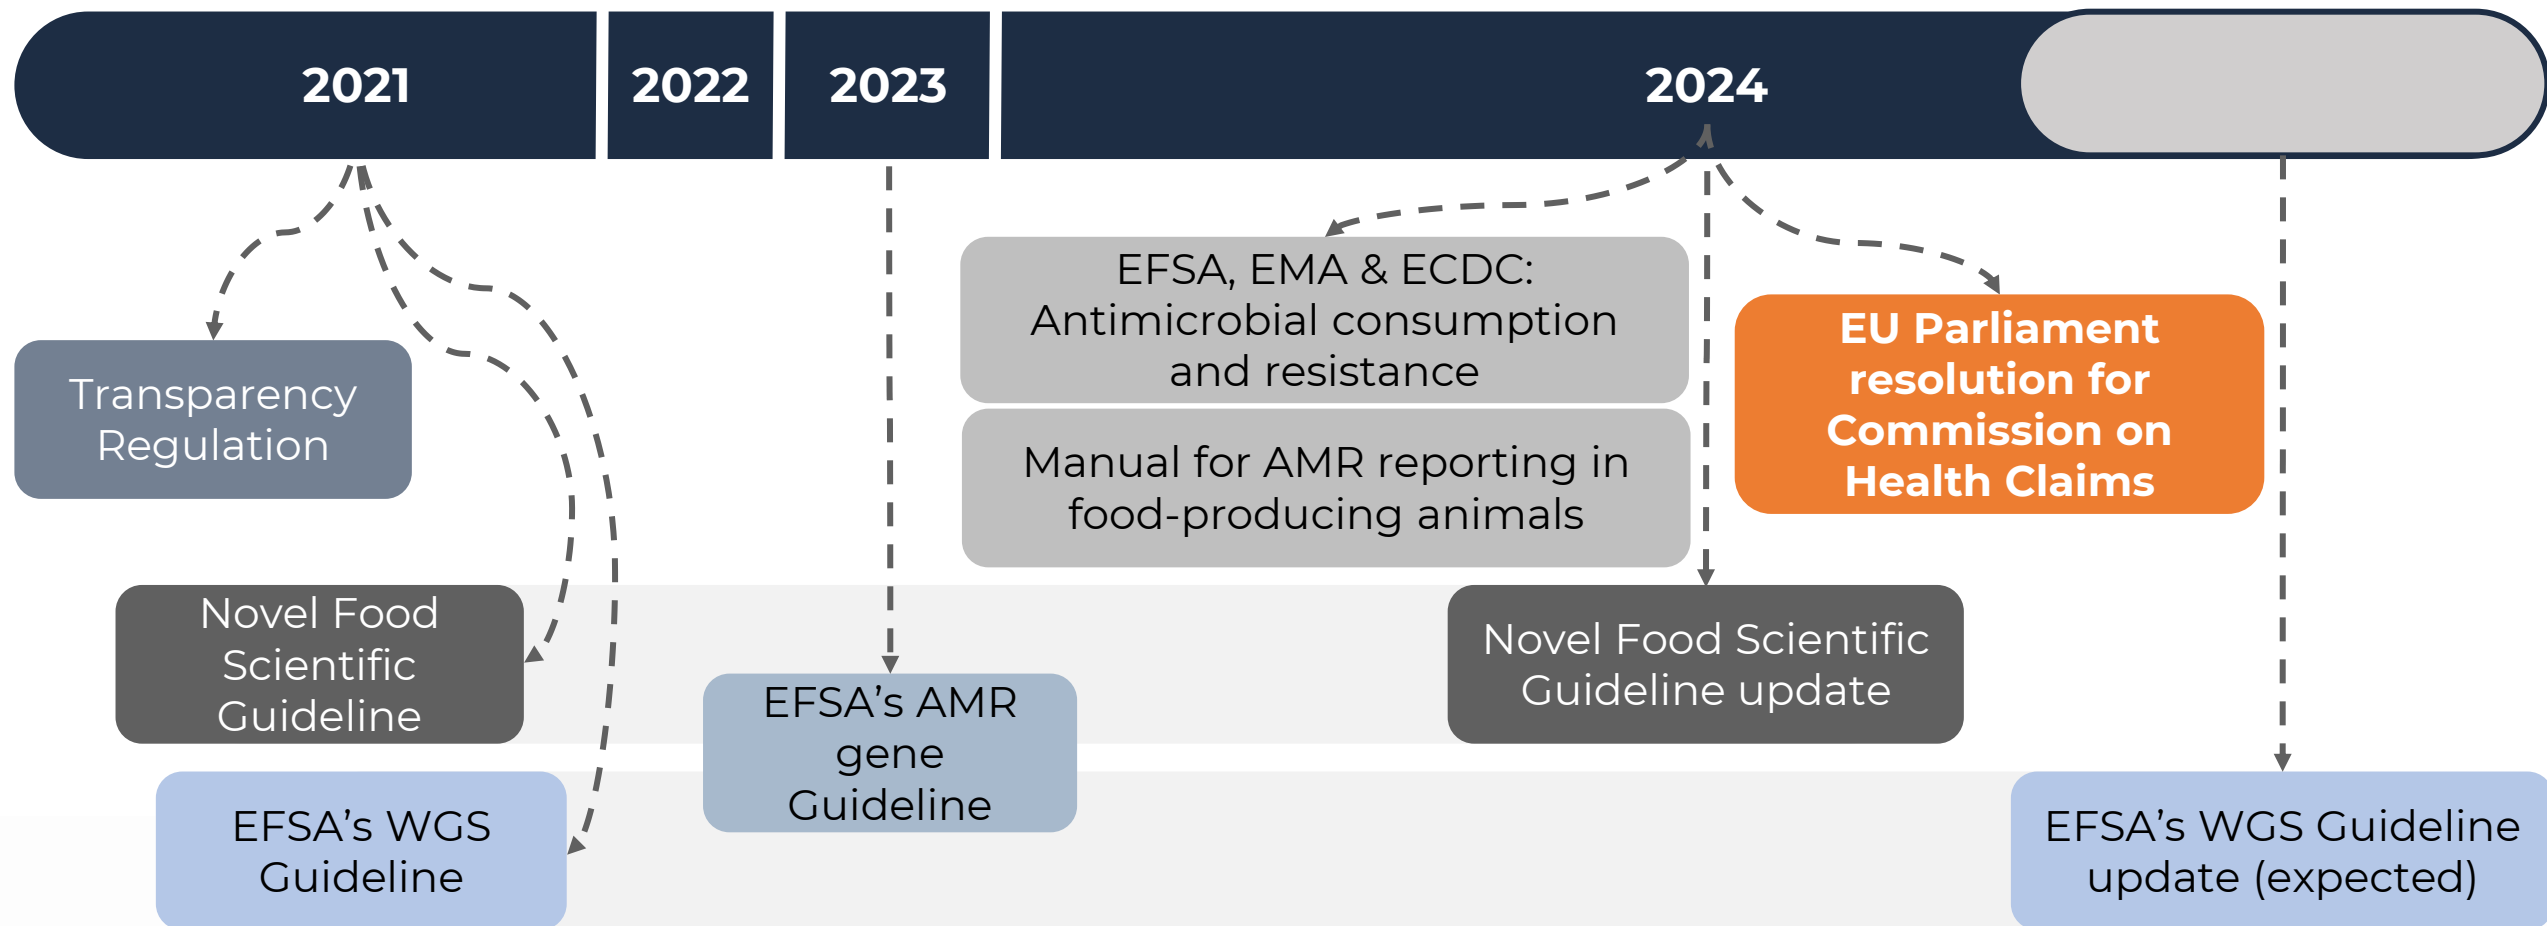 2021
2022
2023
2024
EFSA, EMA & ECDC:
Antimicrobial consumption
and resistance
EU Parliament
resolution for
Commission on
Health Claims
Transparency
Regulation
Manual for AMR reporting in
food-producing animals
Novel Food
Scientific
Guideline
Novel Food Scientific
Guideline update
EFSA’s AMR
gene
Guideline
EFSA’s WGS
Guideline
EFSA’s WGS Guideline
update (expected)